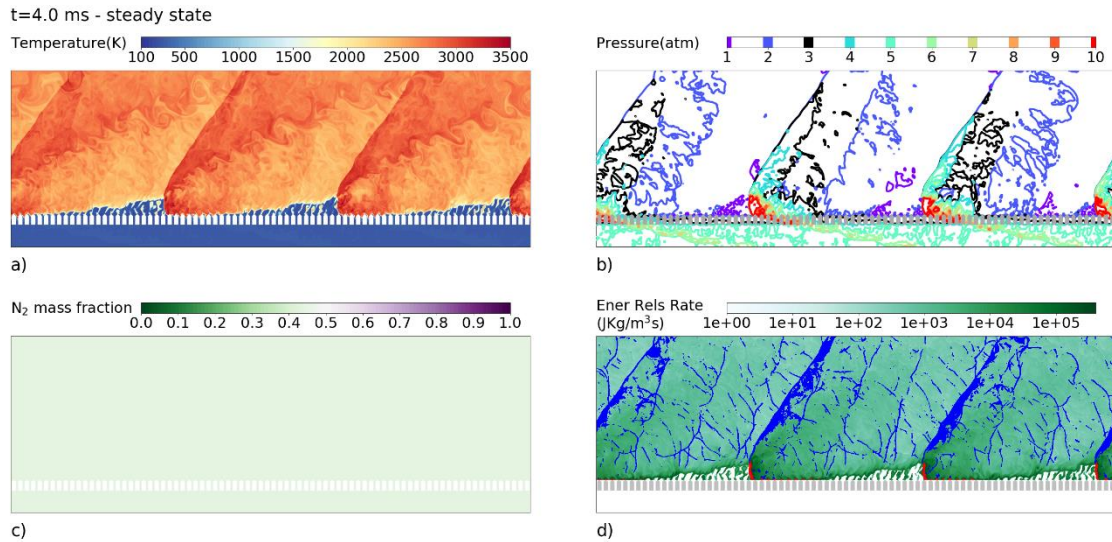 t=4.0 ms - steady state
Temperature(K)
100 500 1000 1500 2000 2500 3000 3500
a)
Pressure(atm)
1 2 3 4 5 6 7 8 9 10
b)
N₂ mass fraction
0.0 0.1 0.2 0.3 0.4 0.5 0.6 0.7 0.8 0.9 1.0
c)
Ener Rels Rate
(JKg/m³s)
1e+00 1e+01 1e+02 1e+03 1e+04 1e+05
d)